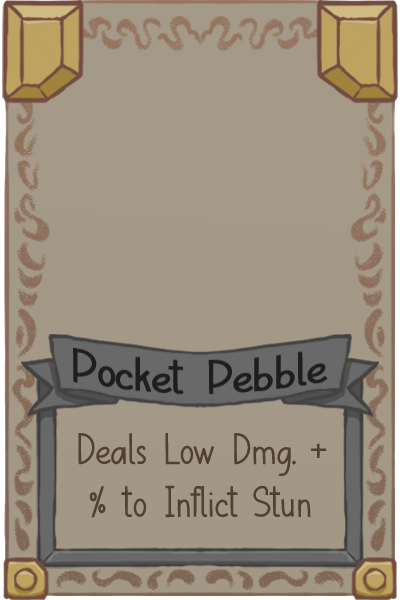 Pocket Pebble
Deals Low Dmg. +
% to Inflict Stun